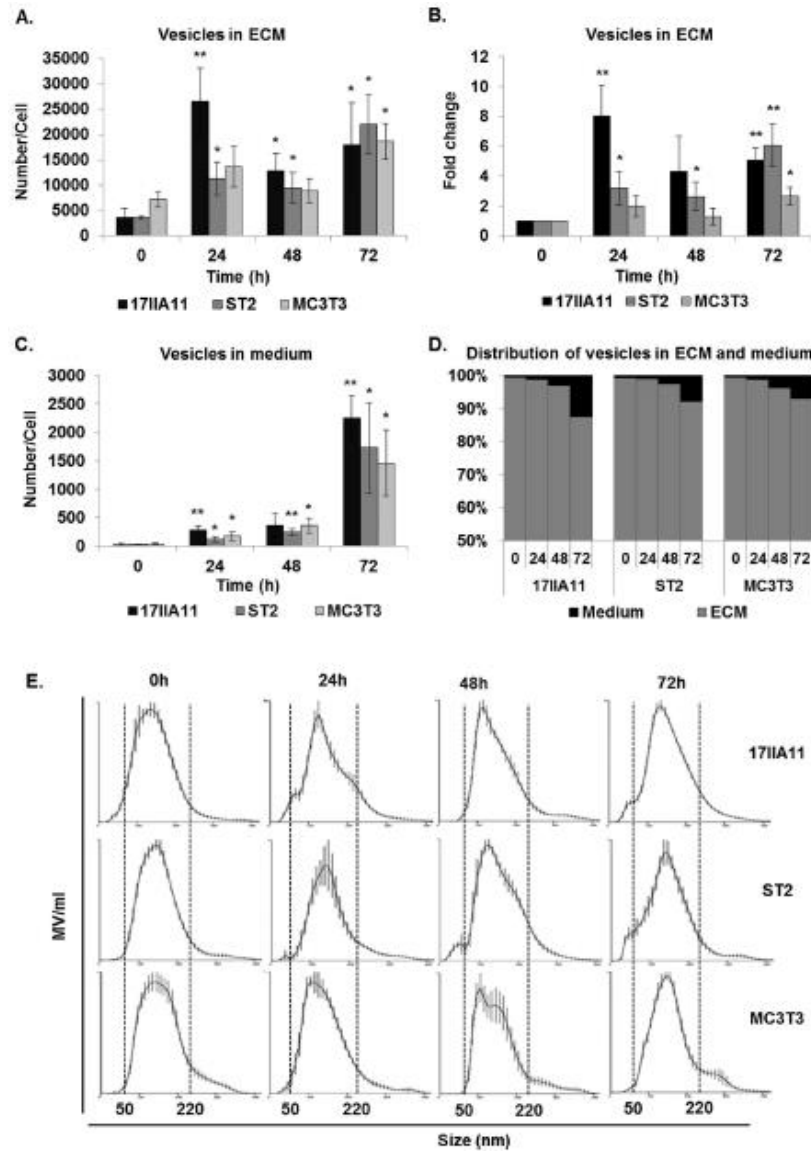 A.
Vesicles in ECM
35000
30000
25000
20000
15000
10000
5000
0
Number/Cell
** * * * * * *
0 24 48 72
Time (h)
17IIA11 ST2 MC3T3
B.
Vesicles in ECM
12
10
8
6
4
2
0
Fold change
** * * ** ** *
0 24 48 72
Time (h)
17IIA11 ST2 MC3T3
C.
Vesicles in medium
3000
2500
2000
1500
1000
500
0
Number/Cell
** * * ** * ** * *
0 24 48 72
Time (h)
17IIA11 ST2 MC3T3
D.
Distribution of vesicles in ECM and medium
100%
90%
80%
70%
60%
50%
0 24 48 72 0 24 48 72 0 24 48 72
17IIA11 ST2 MC3T3
Medium ECM
E.
0h 24h 48h 72h
17IIA11
ST2
MC3T3
MV/ml
50 220 50 220 50 220 50 220
Size (nm)